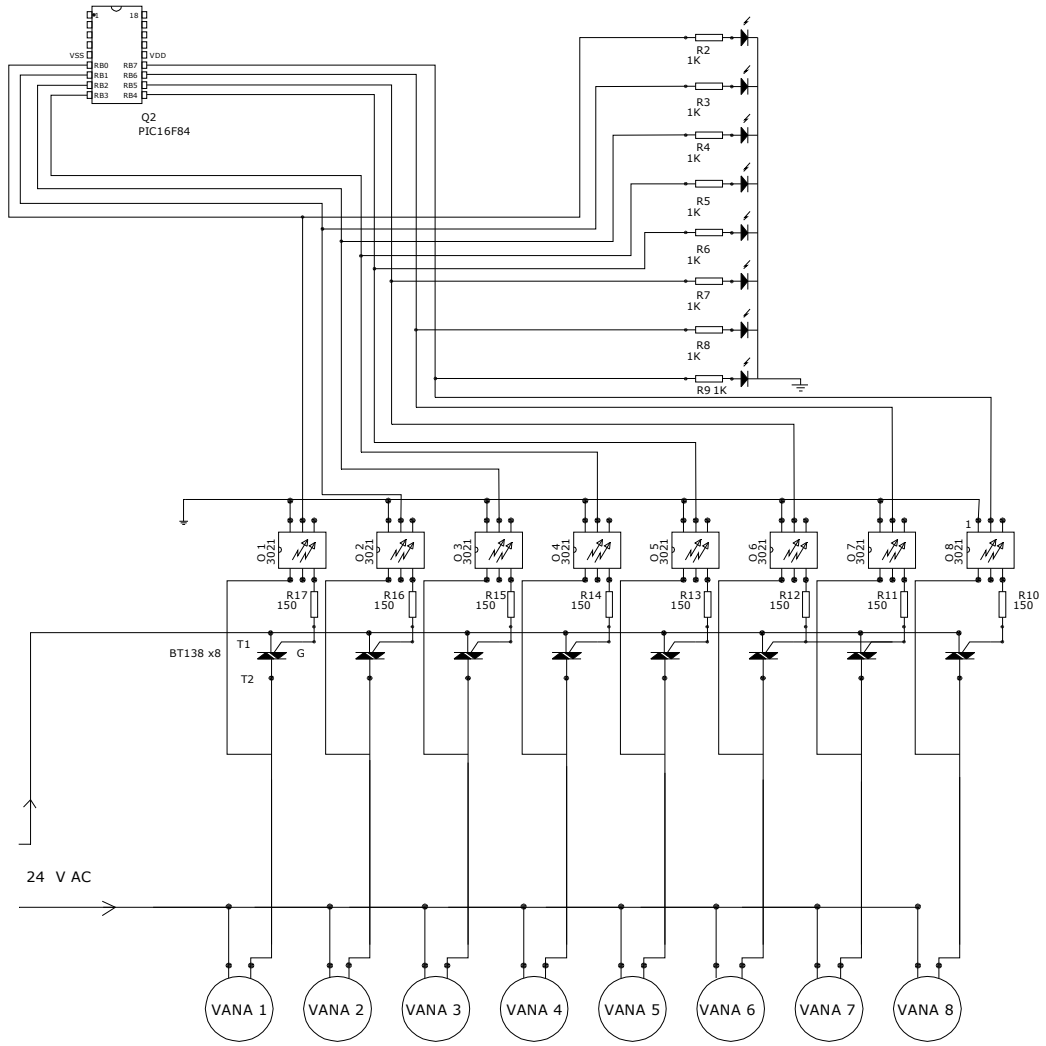 1 18
VSS VDD
RB0 RB7
RB1 RB6
RB2 RB5
RB3 RB4
Q2
PIC16F84
R2
1K
R3
1K
R4
1K
R5
1K
R6
1K
R7
1K
R8
1K
R9 1K
1
O 1
3021
O 2
3021
O 3
3021
O 4
3021
O 5
3021
O 6
3021
O 7
3021
O 8
3021
R17
150
R16
150
R15
150
R14
150
R13
150
R12
150
R11
150
R10
150
T1
BT138 x8 G
T2
24 V AC
VANA 1 VANA 2 VANA 3 VANA 4 VANA 5 VANA 6 VANA 7 VANA 8